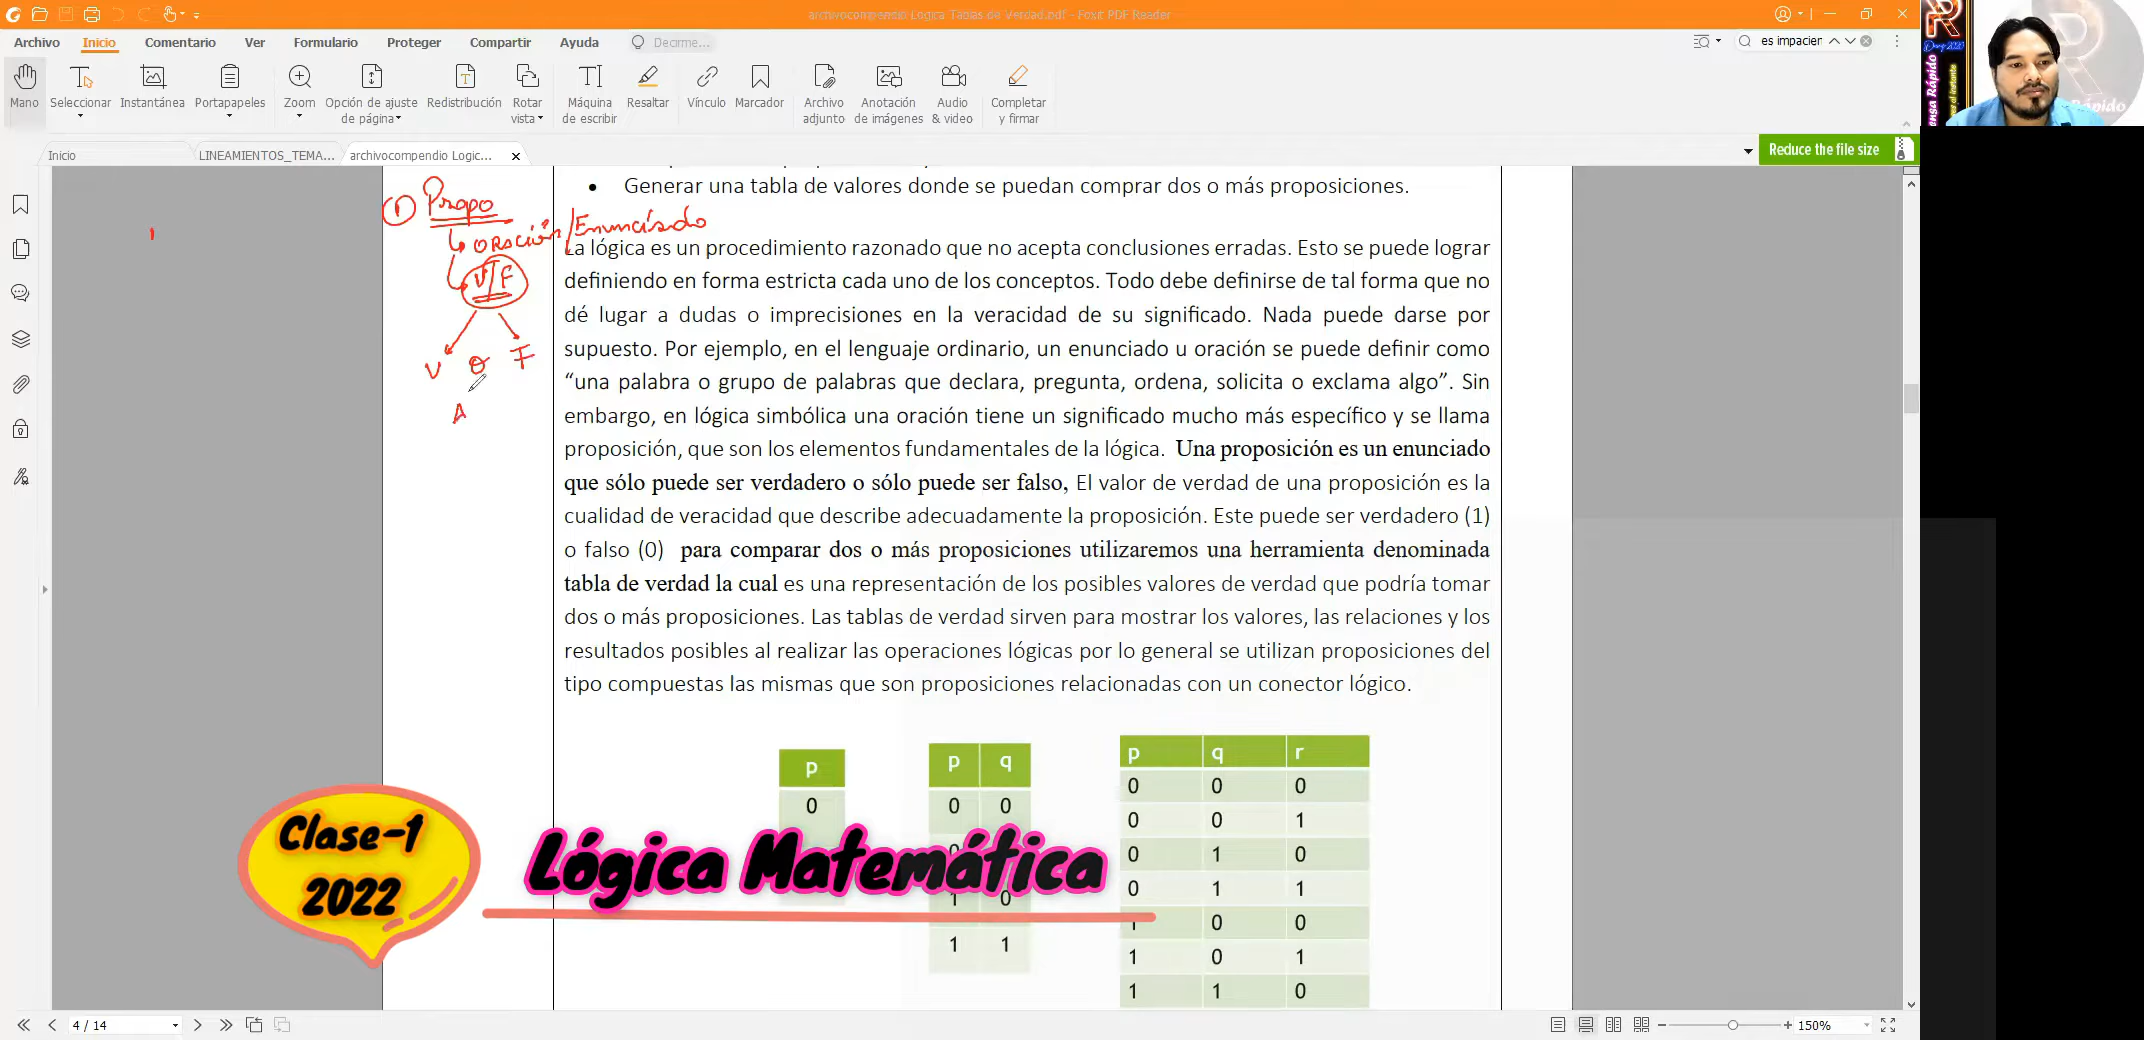 archivocompendio Logica Tablas de Verdad.pdf - Foxit PDF Reader
Archivo Inicio Comentario Ver Formulario Proteger Compartir Ayuda Decirme... es impacien
Mano Seleccionar Instantánea Portapapeles Zoom Opción de ajuste de página Redistribución Rotar vista Máquina de escribir Resaltar Vínculo Marcador Archivo adjunto Anotación de imágenes Audio & video Completar y firmar
Inicio LINEAMIENTOS_TEMA... archivocompendio Logic... Reduce the file size
• Generar una tabla de valores donde se puedan comprar dos o más proposiciones.
1 Propo
oración/Enunciado
V/F
V o F
A
La lógica es un procedimiento razonado que no acepta conclusiones erradas. Esto se puede lograr
definiendo en forma estricta cada uno de los conceptos. Todo debe definirse de tal forma que no
dé lugar a dudas o imprecisiones en la veracidad de su significado. Nada puede darse por
supuesto. Por ejemplo, en el lenguaje ordinario, un enunciado u oración se puede definir como
“una palabra o grupo de palabras que declara, pregunta, ordena, solicita o exclama algo”. Sin
embargo, en lógica simbólica una oración tiene un significado mucho más específico y se llama
proposición, que son los elementos fundamentales de la lógica. Una proposición es un enunciado
que sólo puede ser verdadero o sólo puede ser falso, El valor de verdad de una proposición es la
cualidad de veracidad que describe adecuadamente la proposición. Este puede ser verdadero (1)
o falso (0) para comparar dos o más proposiciones utilizaremos una herramienta denominada
tabla de verdad la cual es una representación de los posibles valores de verdad que podría tomar
dos o más proposiciones. Las tablas de verdad sirven para mostrar los valores, las relaciones y los
resultados posibles al realizar las operaciones lógicas por lo general se utilizan proposiciones del
tipo compuestas las mismas que son proposiciones relacionadas con un conector lógico.
p
0
p q
0 0
1 0
1 1
p q r
0 0 0
0 0 1
0 1 0
0 1 1
1 0 0
1 0 1
1 1 0
Clase-1
2022
Lógica Matemática
4 / 14 150%